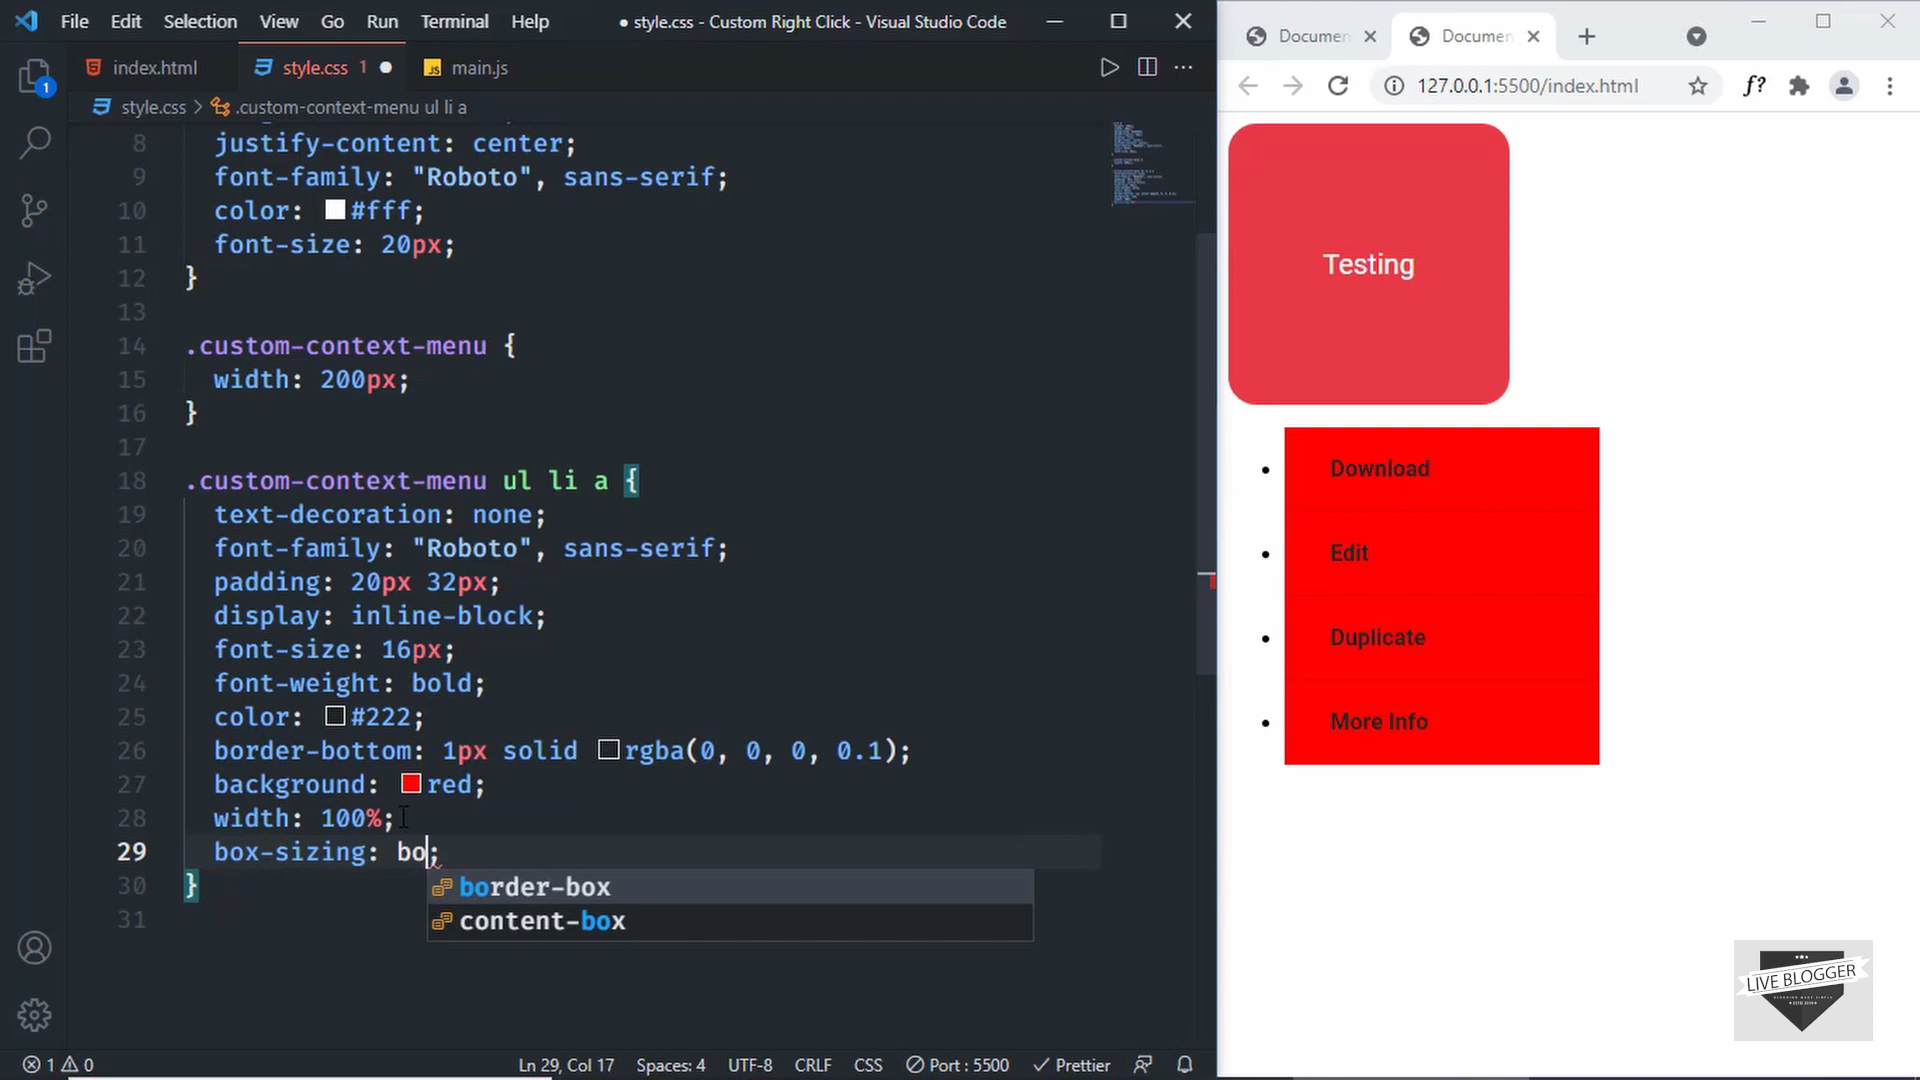 File Edit Selection View Go Run Terminal Help ● style.css - Custom Right Click - Visual Studio Code
index.html style.css 1 ● JS main.js
style.css > .custom-context-menu ul li a
8 justify-content: center;
9 font-family: "Roboto", sans-serif;
10 color: #fff;
11 font-size: 20px;
12 }
13
14 .custom-context-menu {
15 width: 200px;
16 }
17
18 .custom-context-menu ul li a {
19 text-decoration: none;
20 font-family: "Roboto", sans-serif;
21 padding: 20px 32px;
22 display: inline-block;
23 font-size: 16px;
24 font-weight: bold;
25 color: #222;
26 border-bottom: 1px solid rgba(0, 0, 0, 0.1);
27 background: red;
28 width: 100%;
29 box-sizing: bo;
30 }
border-box
content-box
31
1
1 0 Ln 29, Col 17 Spaces: 4 UTF-8 CRLF CSS Port : 5500 Prettier
Documen Documen
127.0.0.1:5500/index.html f?
Testing
• Download
• Edit
• Duplicate
• More Info
LIVE BLOGGER